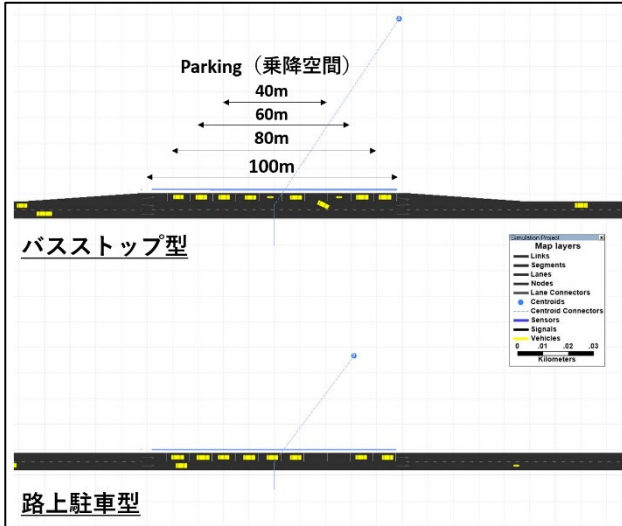 Parking（乗降空間）
40m
60m
80m
100m
バスストップ型
Simulation Project
Map layers
Links
Segments
Lanes
Nodes
Lane Connectors
Centroids
Centroid Connectors
Sensors
Signals
Vehicles
0 .01 .02 .03
Kilometers
路上駐車型